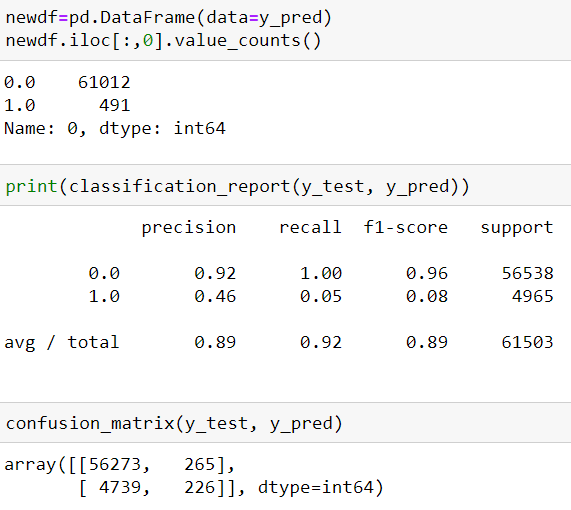 newdf=pd.DataFrame(data=y_pred)
newdf.iloc[:,0].value_counts()
0.0    61012
1.0      491
Name: 0, dtype: int64
print(classification_report(y_test, y_pred))
             precision    recall  f1-score   support
        0.0       0.92      1.00      0.96     56538
        1.0       0.46      0.05      0.08      4965
avg / total       0.89      0.92      0.89     61503
confusion_matrix(y_test, y_pred)
array([[56273,   265],
       [ 4739,   226]], dtype=int64)